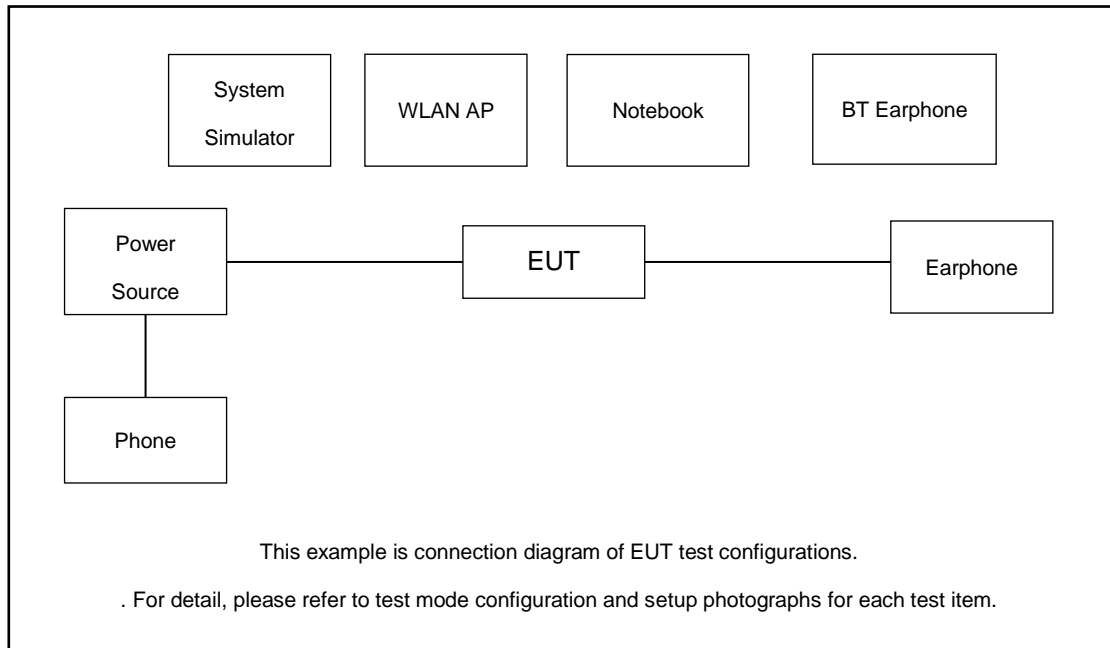 System
Simulator
WLAN AP
Notebook
BT Earphone
Power
Source
EUT
Earphone
Phone
This example is connection diagram of EUT test configurations.
. For detail, please refer to test mode configuration and setup photographs for each test item.